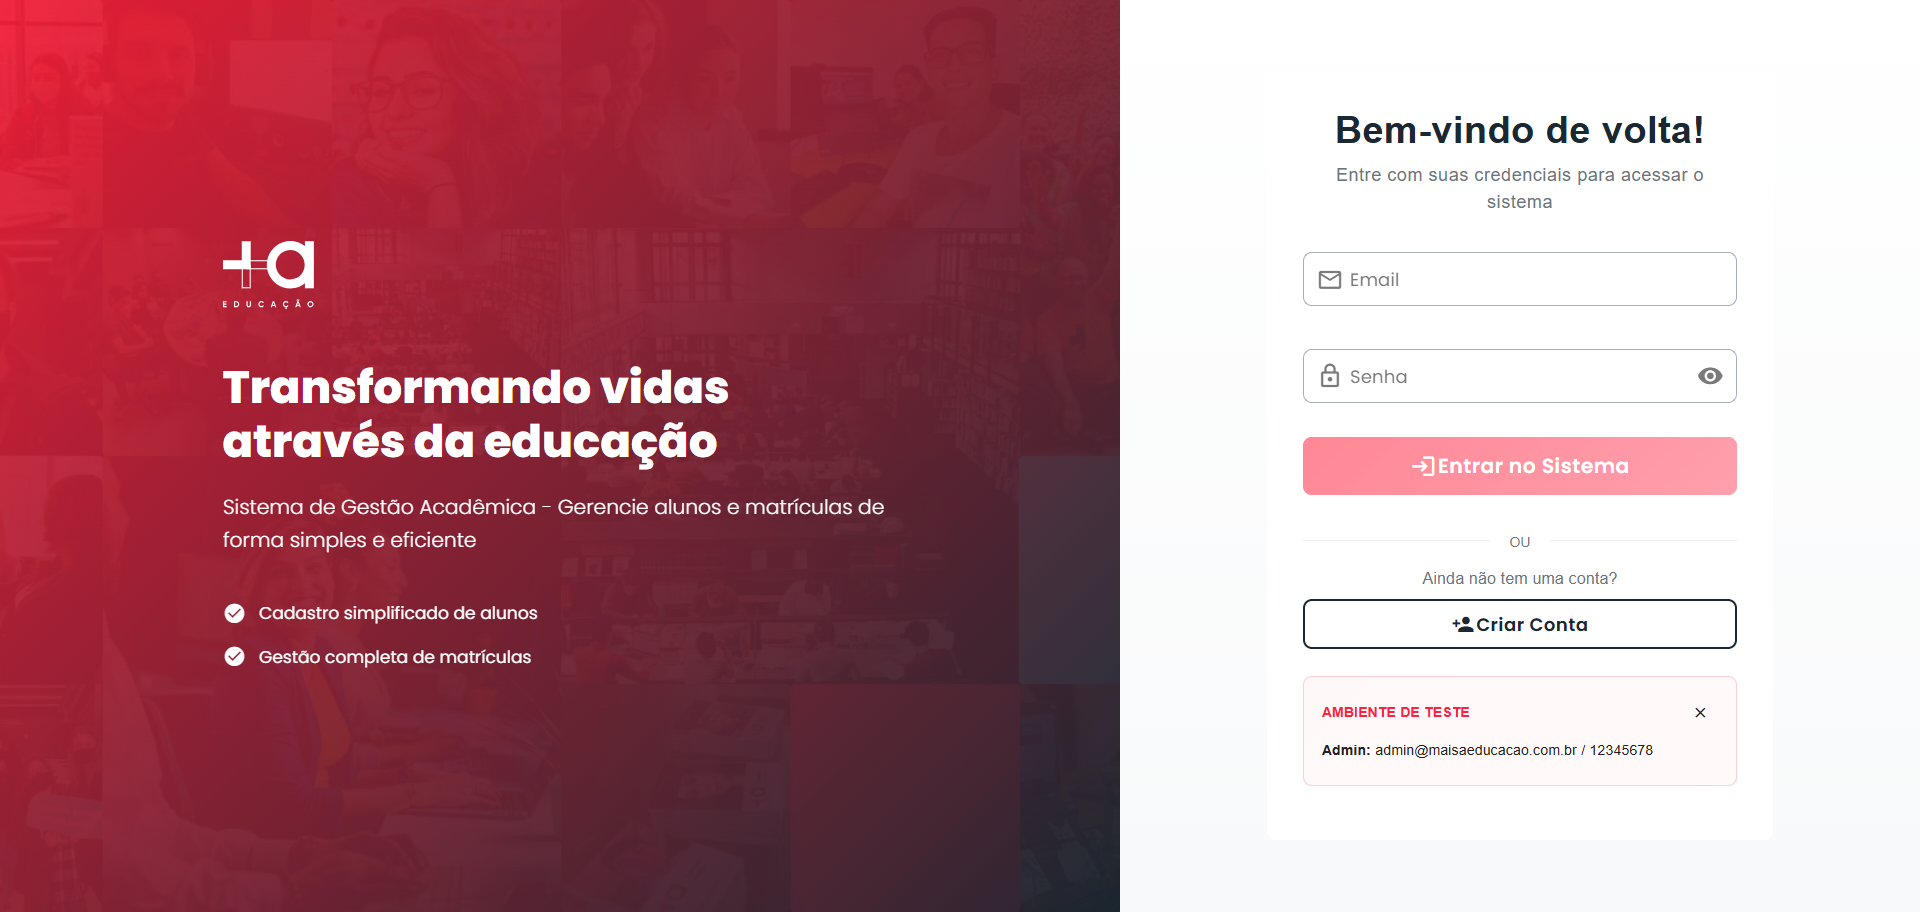 +a
EDUCAÇÃO
Transformando vidas
através da educação
Sistema de Gestão Acadêmica - Gerencie alunos e matrículas de
forma simples e eficiente
Cadastro simplificado de alunos
Gestão completa de matrículas
Bem-vindo de volta!
Entre com suas credenciais para acessar o
sistema
Email
Senha
Entrar no Sistema
OU
Ainda não tem uma conta?
Criar Conta
AMBIENTE DE TESTE
Admin: admin@maisaeducacao.com.br / 12345678